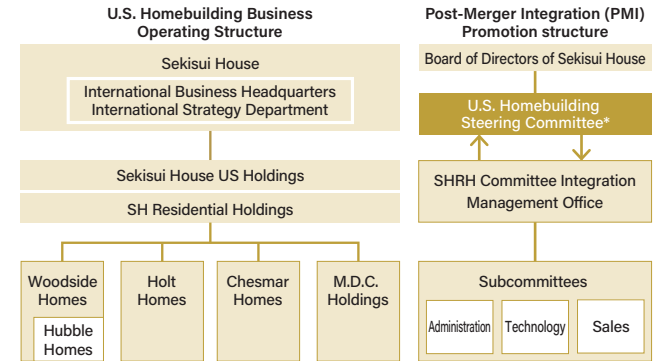 U.S. Homebuilding Business
Operating Structure
Sekisui House
International Business Headquarters
International Strategy Department
Sekisui House US Holdings
SH Residential Holdings
Woodside
Homes
Hubble
Homes
Holt
Homes
Chesmar
Homes
M.D.C.
Holdings
Post-Merger Integration (PMI)
Promotion structure
Board of Directors of Sekisui House
U.S. Homebuilding
Steering Committee*
SHRH Committee Integration
Management Office
Subcommittees
Administration
Technology
Sales